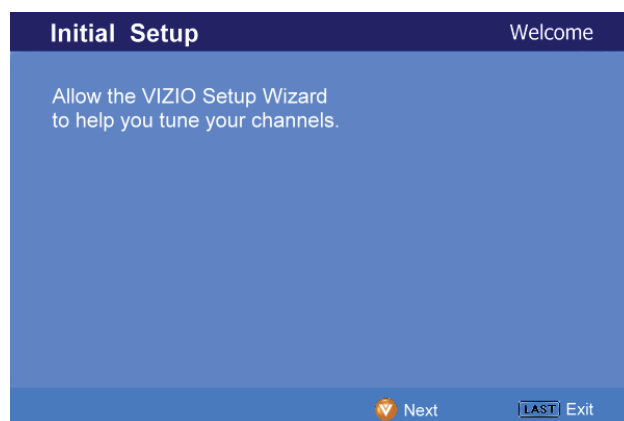 Initial Setup
Welcome
Allow the VIZIO Setup Wizard
to help you tune your channels.
V Next
LAST Exit